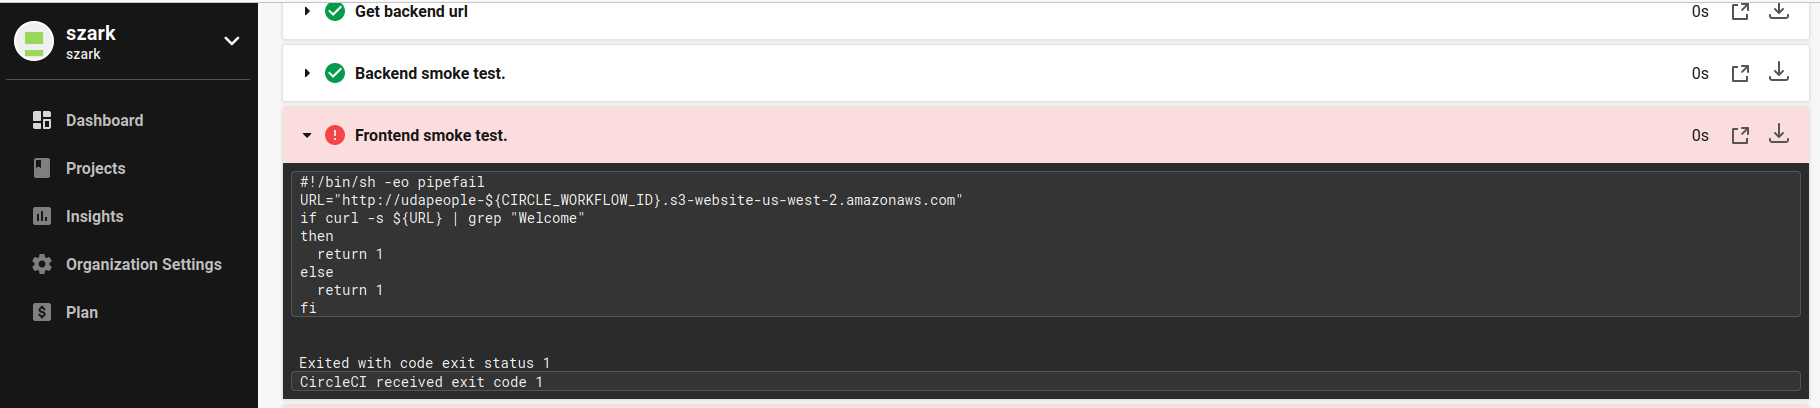 szark
szark
Dashboard
Projects
Insights
Organization Settings
Plan
Get backend url 0s
Backend smoke test. 0s
Frontend smoke test. 0s
#!/bin/sh -eo pipefail
URL="http://udapeople-${CIRCLE_WORKFLOW_ID}.s3-website-us-west-2.amazonaws.com"
if curl -s ${URL} | grep "Welcome"
then
  return 1
else
  return 1
fi
Exited with code exit status 1
CircleCI received exit code 1